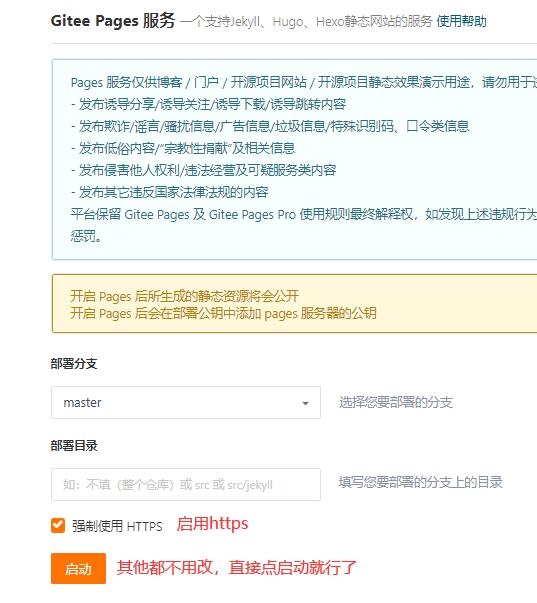 Gitee Pages 服务 一个支持Jekyll、Hugo、Hexo静态网站的服务 使用帮助
Pages 服务仅供博客 / 门户 / 开源项目网站 / 开源项目静态效果演示用途，请勿用于
- 发布诱导分享/诱导关注/诱导下载/诱导跳转内容
- 发布欺诈/谣言/骚扰信息/广告信息/垃圾信息/特殊识别码、口令类信息
- 发布低俗内容/“宗教性捐献”及相关信息
- 发布侵害他人权利/违法经营及可疑服务类内容
- 发布其它违反国家法律法规的内容
平台保留 Gitee Pages 及 Gitee Pages Pro 使用规则最终解释权，如发现上述违规行为
惩罚。
开启 Pages 后所生成的静态资源将会公开
开启 Pages 后会在部署公钥中添加 pages 服务器的公钥
部署分支
master 选择您要部署的分支
部署目录
如：不填（整个仓库）或 src 或 src/jekyll 填写您要部署的分支上的目录
强制使用 HTTPS 启用https
启动 其他都不用改，直接点启动就行了